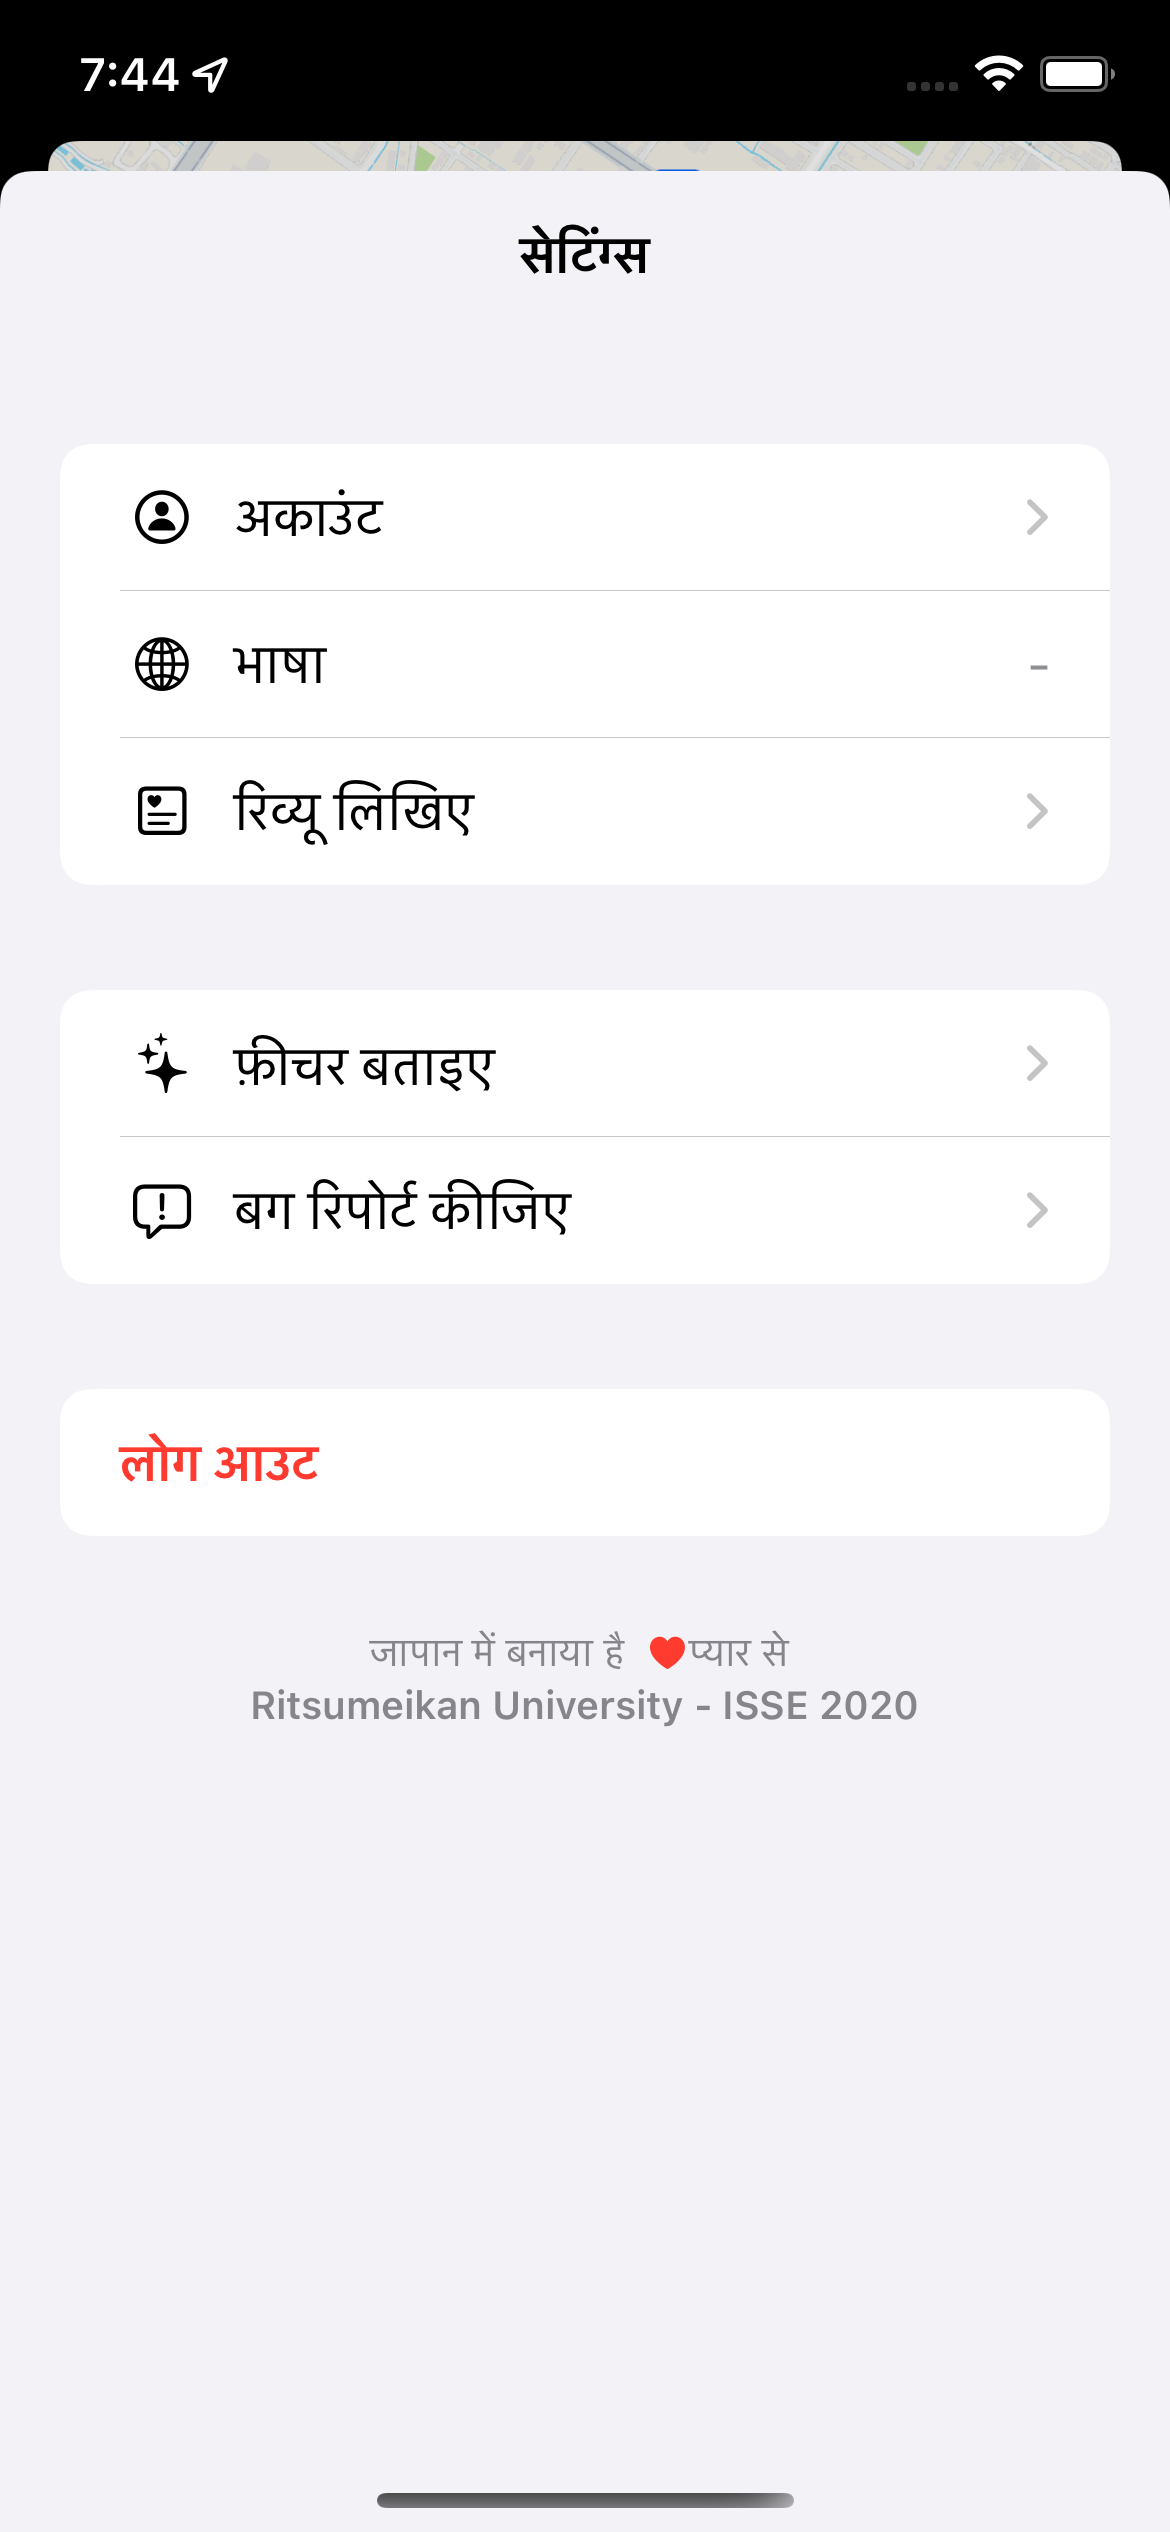 7:44
सेटिंग्स
अकाउंट
भाषा -
रिव्यू लिखिए
फ़ीचर बताइए
बग रिपोर्ट कीजिए
लोग आउट
जापान में बनाया है ❤️प्यार से
Ritsumeikan University - ISSE 2020